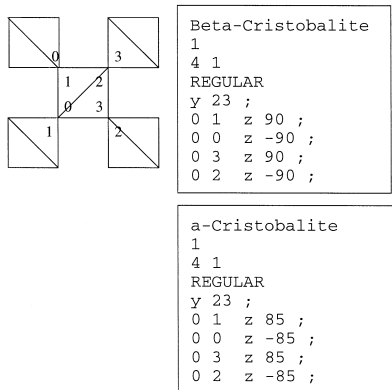 0 3
1 2
0 3
1 2
Beta-Cristobalite
1
4 1
REGULAR
y 23 ;
0 1 z 90 ;
0 0 z -90 ;
0 3 z 90 ;
0 2 z -90 ;
a-Cristobalite
1
4 1
REGULAR
y 23 ;
0 1 z 85 ;
0 0 z -85 ;
0 3 z 85 ;
0 2 z -85 ;